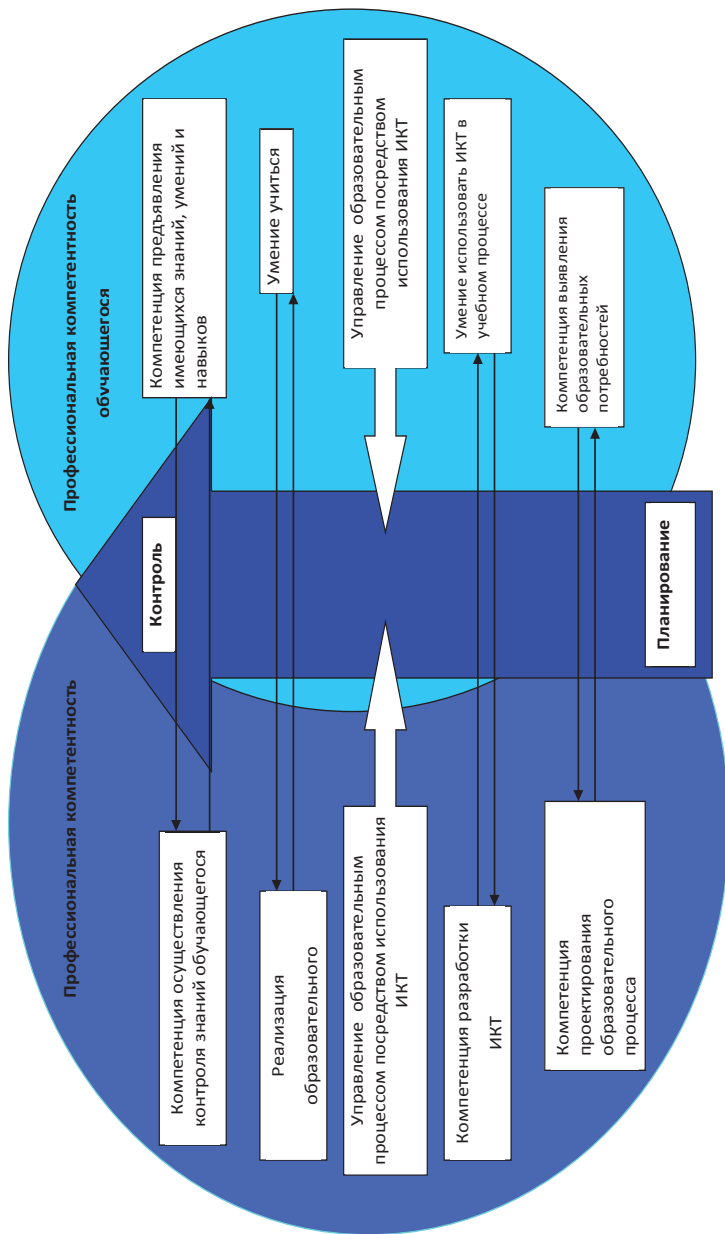 Профессиональная компетентность
Профессиональная компетентность
обучающегося
Компетенция осуществления
контроля знаний обучающегося
Контроль
Компетенция предъявления
имеющихся знаний, умений и
навыков
Реализация
образовательного
Умение учиться
Управление образовательным
процессом посредством использования
ИКТ
Управление образовательным
процессом посредством
использования ИКТ
Компетенция разработки
ИКТ
Умение использовать ИКТ в
учебном процессе
Компетенция
проектирования
образовательного
процесса
Планирование
Компетенция выявления
образовательных
потребностей